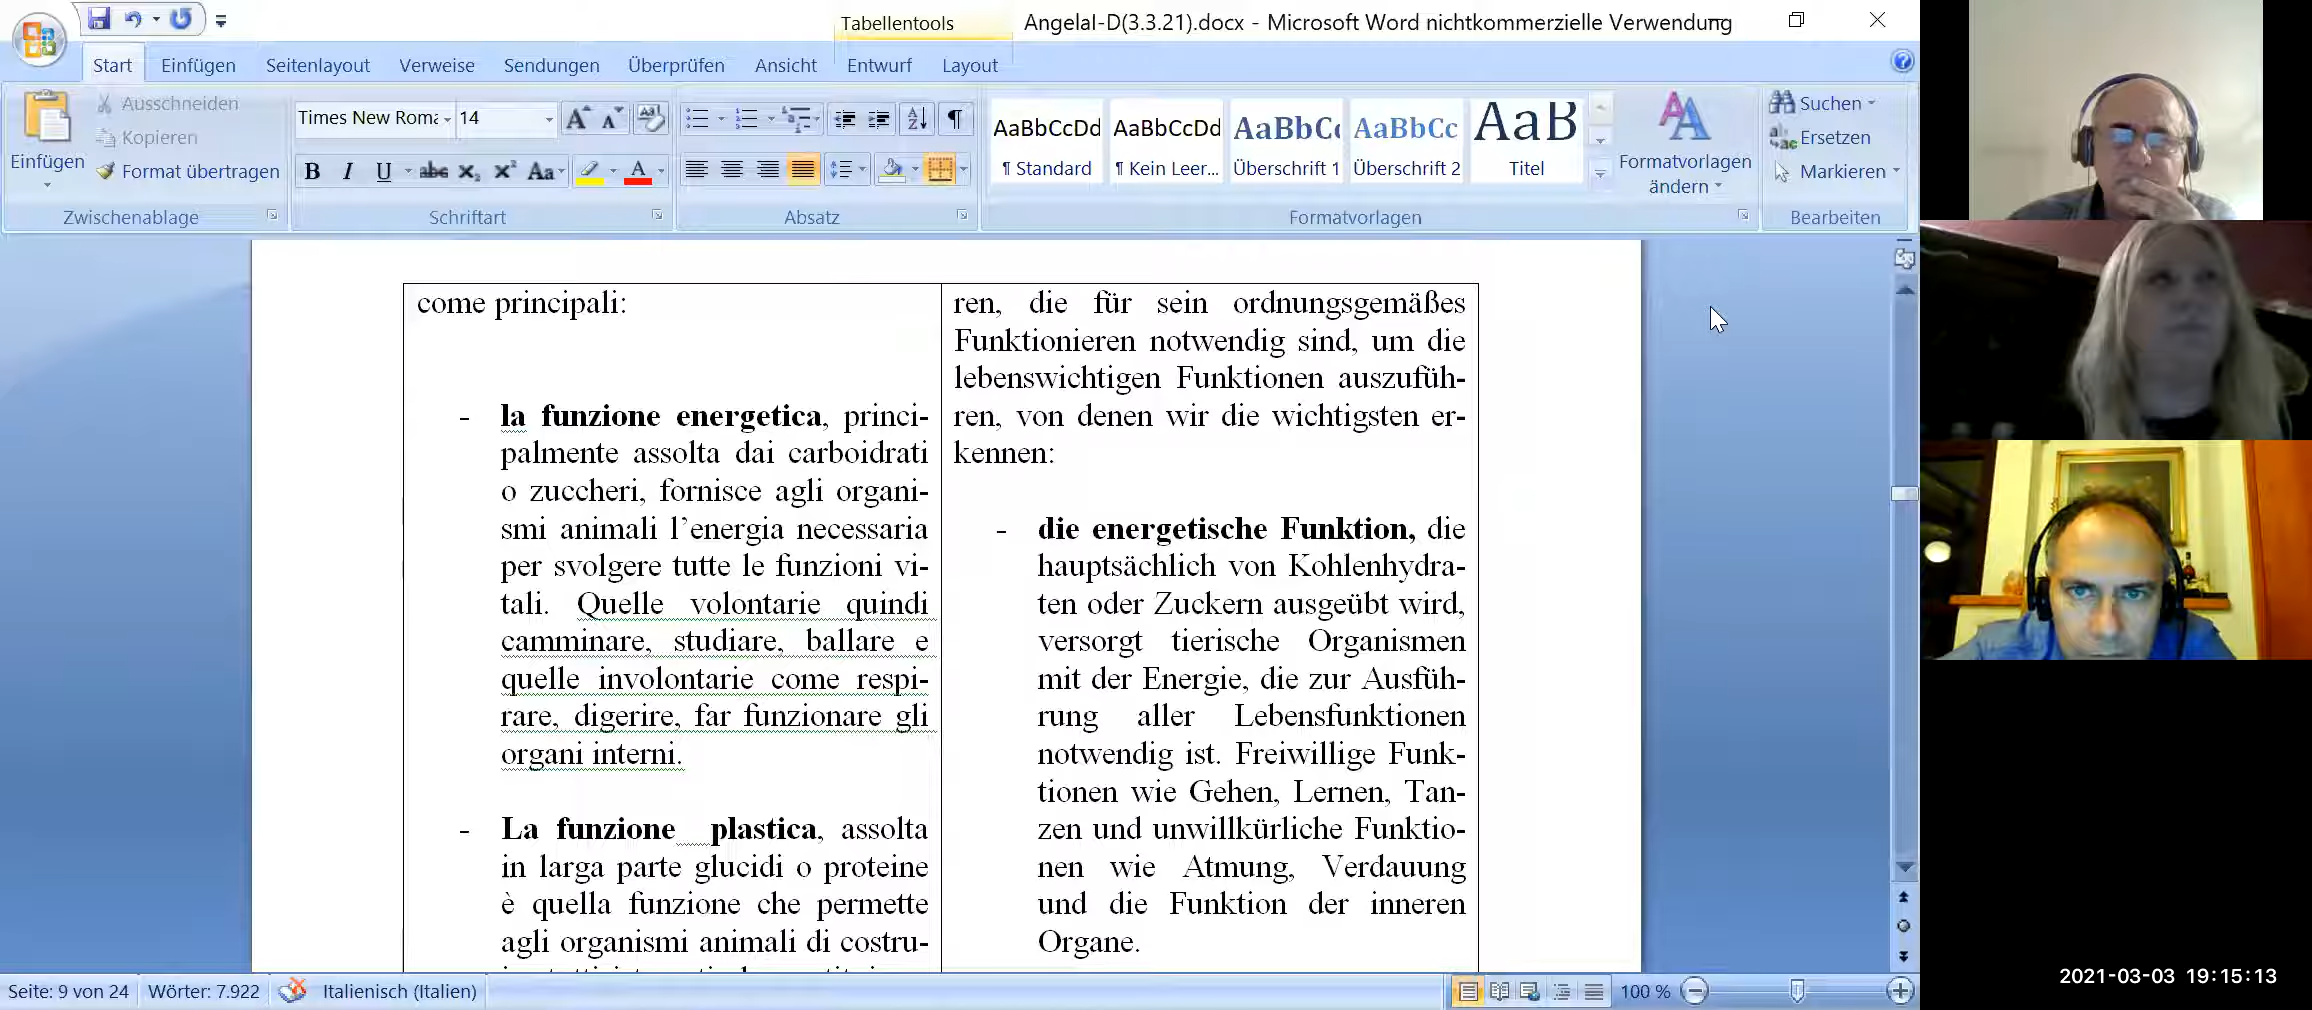 Tabellentools
AngelaI-D(3.3.21).docx - Microsoft Word nichtkommerzielle Verwendung
Start Einfügen Seitenlayout Verweise Sendungen Überprüfen Ansicht Entwurf Layout
Einfügen
Ausschneiden
Kopieren
Format übertragen
Zwischenablage
Times New Roma 14
Schriftart
Absatz
AaBbCcDd AaBbCcDd AaBbCc AaBbCc AaB
¶ Standard ¶ Kein Leer... Überschrift 1 Überschrift 2 Titel
Formatvorlagen
ändern
Formatvorlagen
Suchen
Ersetzen
Markieren
Bearbeiten
come principali:
- la funzione energetica, princi-
palmente assolta dai carboidrati
o zuccheri, fornisce agli organi-
smi animali l’energia necessaria
per svolgere tutte le funzioni vi-
tali. Quelle volontarie quindi
camminare, studiare, ballare e
quelle involontarie come respi-
rare, digerire, far funzionare gli
organi interni.
- La funzione plastica, assolta
in larga parte glucidi o proteine
è quella funzione che permette
agli organismi animali di costru-
ren, die für sein ordnungsgemäßes
Funktionieren notwendig sind, um die
lebenswichtigen Funktionen auszufüh-
ren, von denen wir die wichtigsten er-
kennen:
- die energetische Funktion, die
hauptsächlich von Kohlenhydra-
ten oder Zuckern ausgeübt wird,
versorgt tierische Organismen
mit der Energie, die zur Ausfüh-
rung aller Lebensfunktionen
notwendig ist. Freiwillige Funk-
tionen wie Gehen, Lernen, Tan-
zen und unwillkürliche Funktio-
nen wie Atmung, Verdauung
und die Funktion der inneren
Organe.
Seite: 9 von 24 Wörter: 7.922 Italienisch (Italien) 100 %
2021-03-03 19:15:13